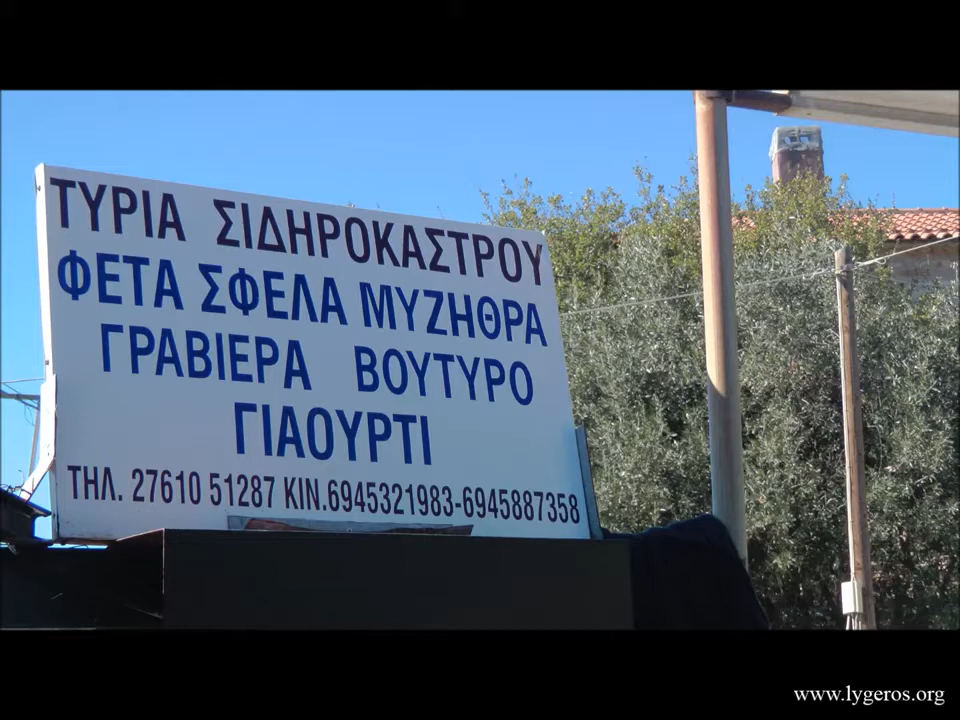 ΤΥΡΙΑ ΣΙΔΗΡΟΚΑΣΤΡΟΥ
ΦΕΤΑ ΣΦΕΛΑ ΜΥΖΗΘΡΑ
ΓΡΑΒΙΕΡΑ ΒΟΥΤΥΡΟ
ΓΙΑΟΥΡΤΙ
ΤΗΛ. 27610 51287 ΚΙΝ.6945321983-6945887358
www.lygeros.org